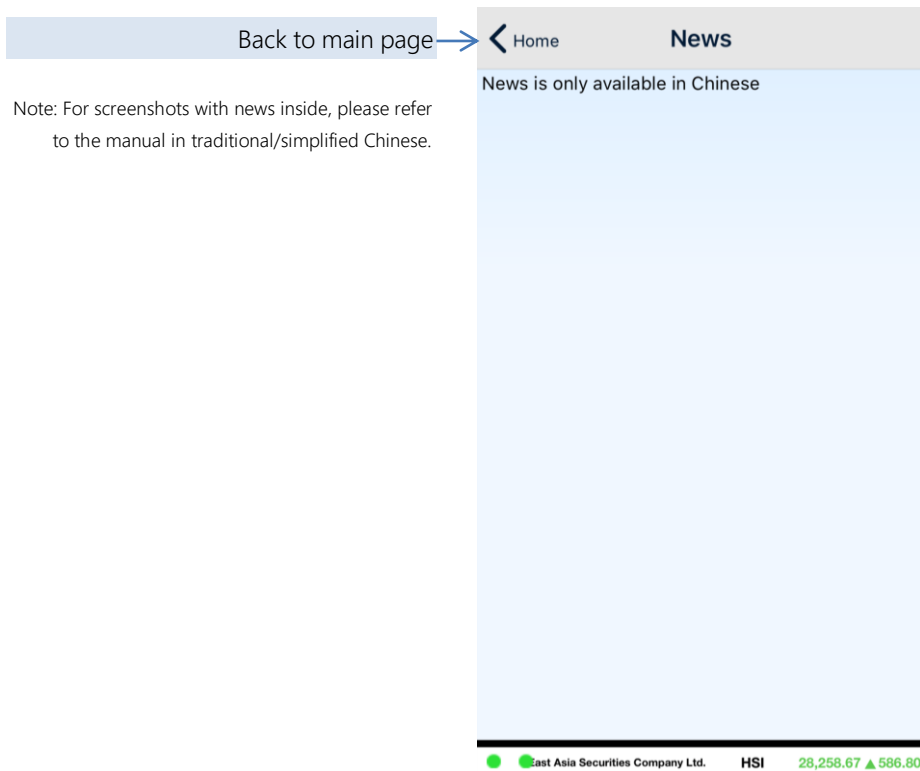 Back to main page
Home
News
News is only available in Chinese
Note: For screenshots with news inside, please refer
to the manual in traditional/simplified Chinese.
East Asia Securities Company Ltd. HSI 28,258.67 ▲ 586.80